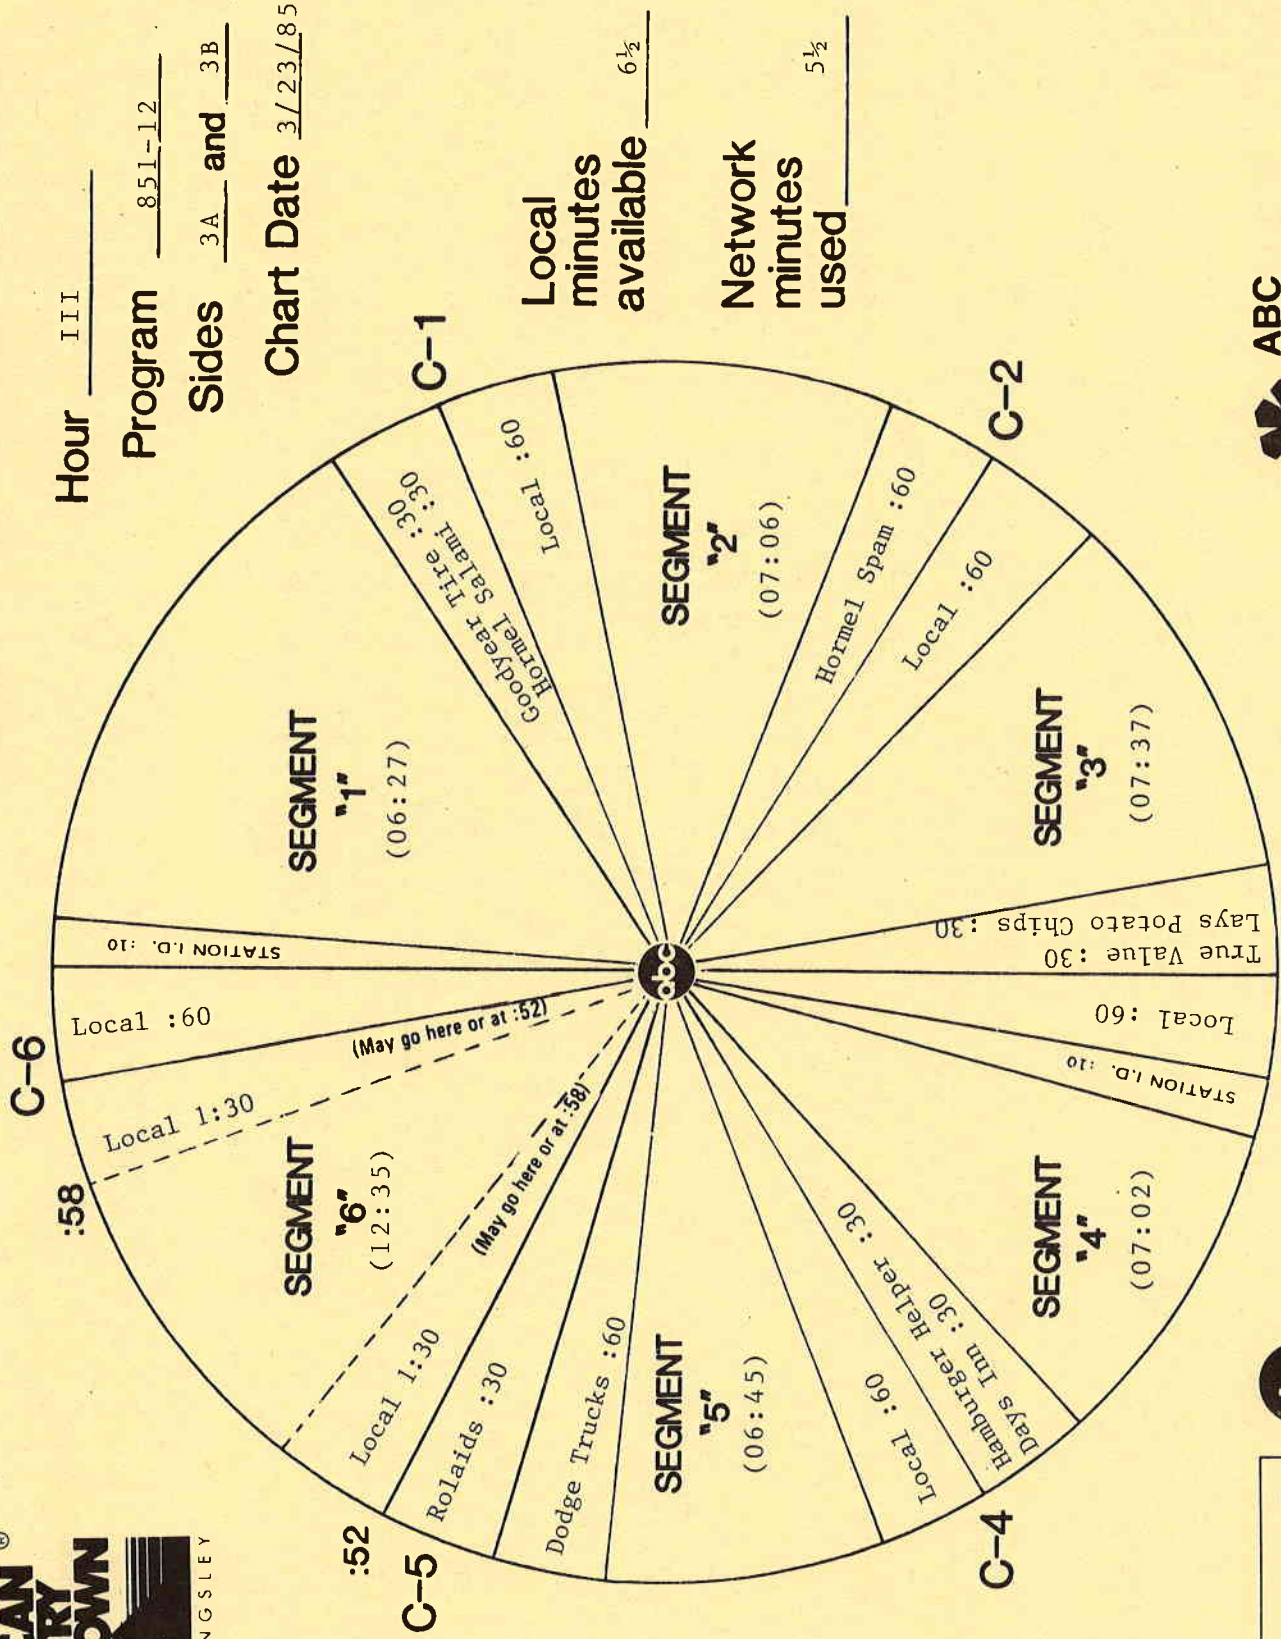 Hour III
Program 851-12
Sides 3A and 3B
Chart Date 3/23/85
Local
minutes
available 6½
Network
minutes
used 5½
C-6
STATION I.D. :10
SEGMENT
"1"
(06:27)
Goodyear Tire :30
Hormel Salami :30
C-1
Local :60
SEGMENT
"2"
(07:06)
Hormel Spam :60
C-2
Local :60
SEGMENT
"3"
(07:37)
Lays Potato Chips :30
True Value :30
Local :60
STATION I.D. :10
SEGMENT
"4"
(07:02)
Hamburger Helper :30
Days Inn :30
C-4
Local :60
SEGMENT
"5"
(06:45)
Dodge Trucks :60
Rolaids :30
C-5
:52
Local 1:30
(May go here or at :58)
SEGMENT
"6"
(12:35)
:58
Local 1:30
(May go here or at :52)
Local :60
abc
ABC